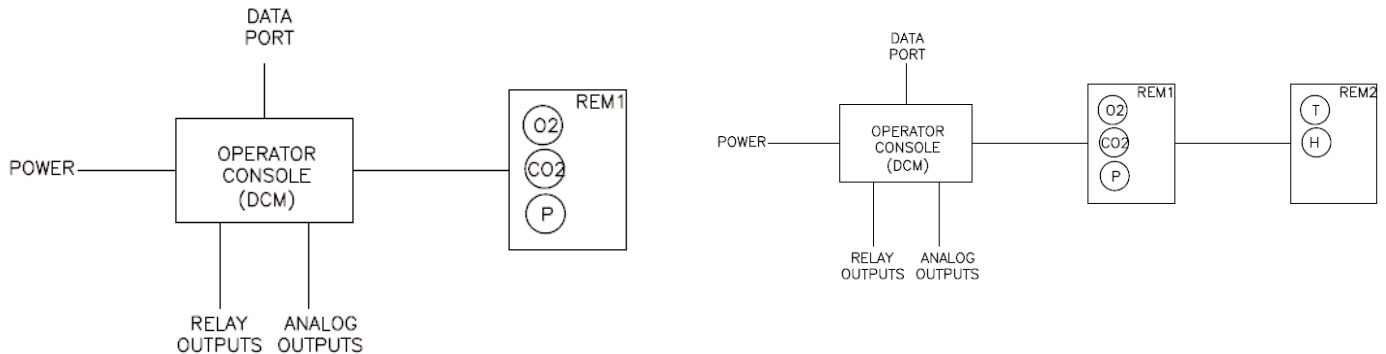 DATA
PORT
POWER
OPERATOR
CONSOLE
(DCM)
REM1
O2
CO2
P
RELAY
OUTPUTS
ANALOG
OUTPUTS
DATA
PORT
POWER
OPERATOR
CONSOLE
(DCM)
REM1
O2
CO2
P
REM2
T
H
RELAY
OUTPUTS
ANALOG
OUTPUTS